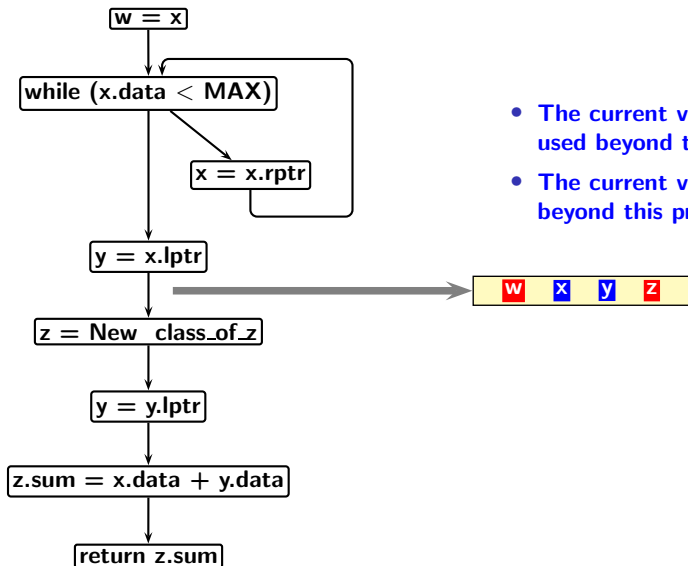 w = x
while (x.data < MAX)
x = x.rptr
y = x.lptr
z = New class_of_z
y = y.lptr
z.sum = x.data + y.data
return z.sum
• The current v
used beyond t
• The current v
beyond this pr
w x y z